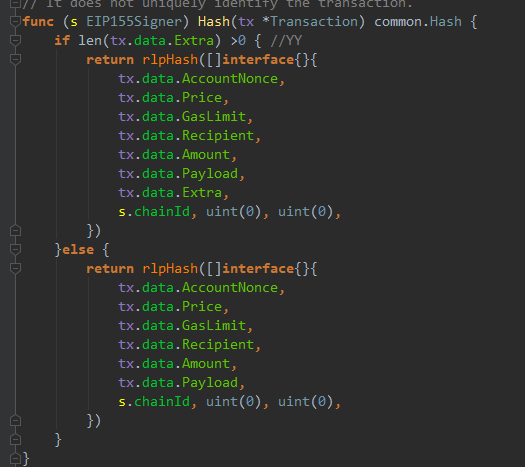 // It does not uniquely identify the transaction.
func (s EIP155Signer) Hash(tx *Transaction) common.Hash {
    if len(tx.data.Extra) >0 { //YY
        return rlpHash([]interface{}{
            tx.data.AccountNonce,
            tx.data.Price,
            tx.data.GasLimit,
            tx.data.Recipient,
            tx.data.Amount,
            tx.data.Payload,
            tx.data.Extra,
            s.chainId, uint(0), uint(0),
        })
    }else {
        return rlpHash([]interface{}{
            tx.data.AccountNonce,
            tx.data.Price,
            tx.data.GasLimit,
            tx.data.Recipient,
            tx.data.Amount,
            tx.data.Payload,
            s.chainId, uint(0), uint(0),
        })
    }
}